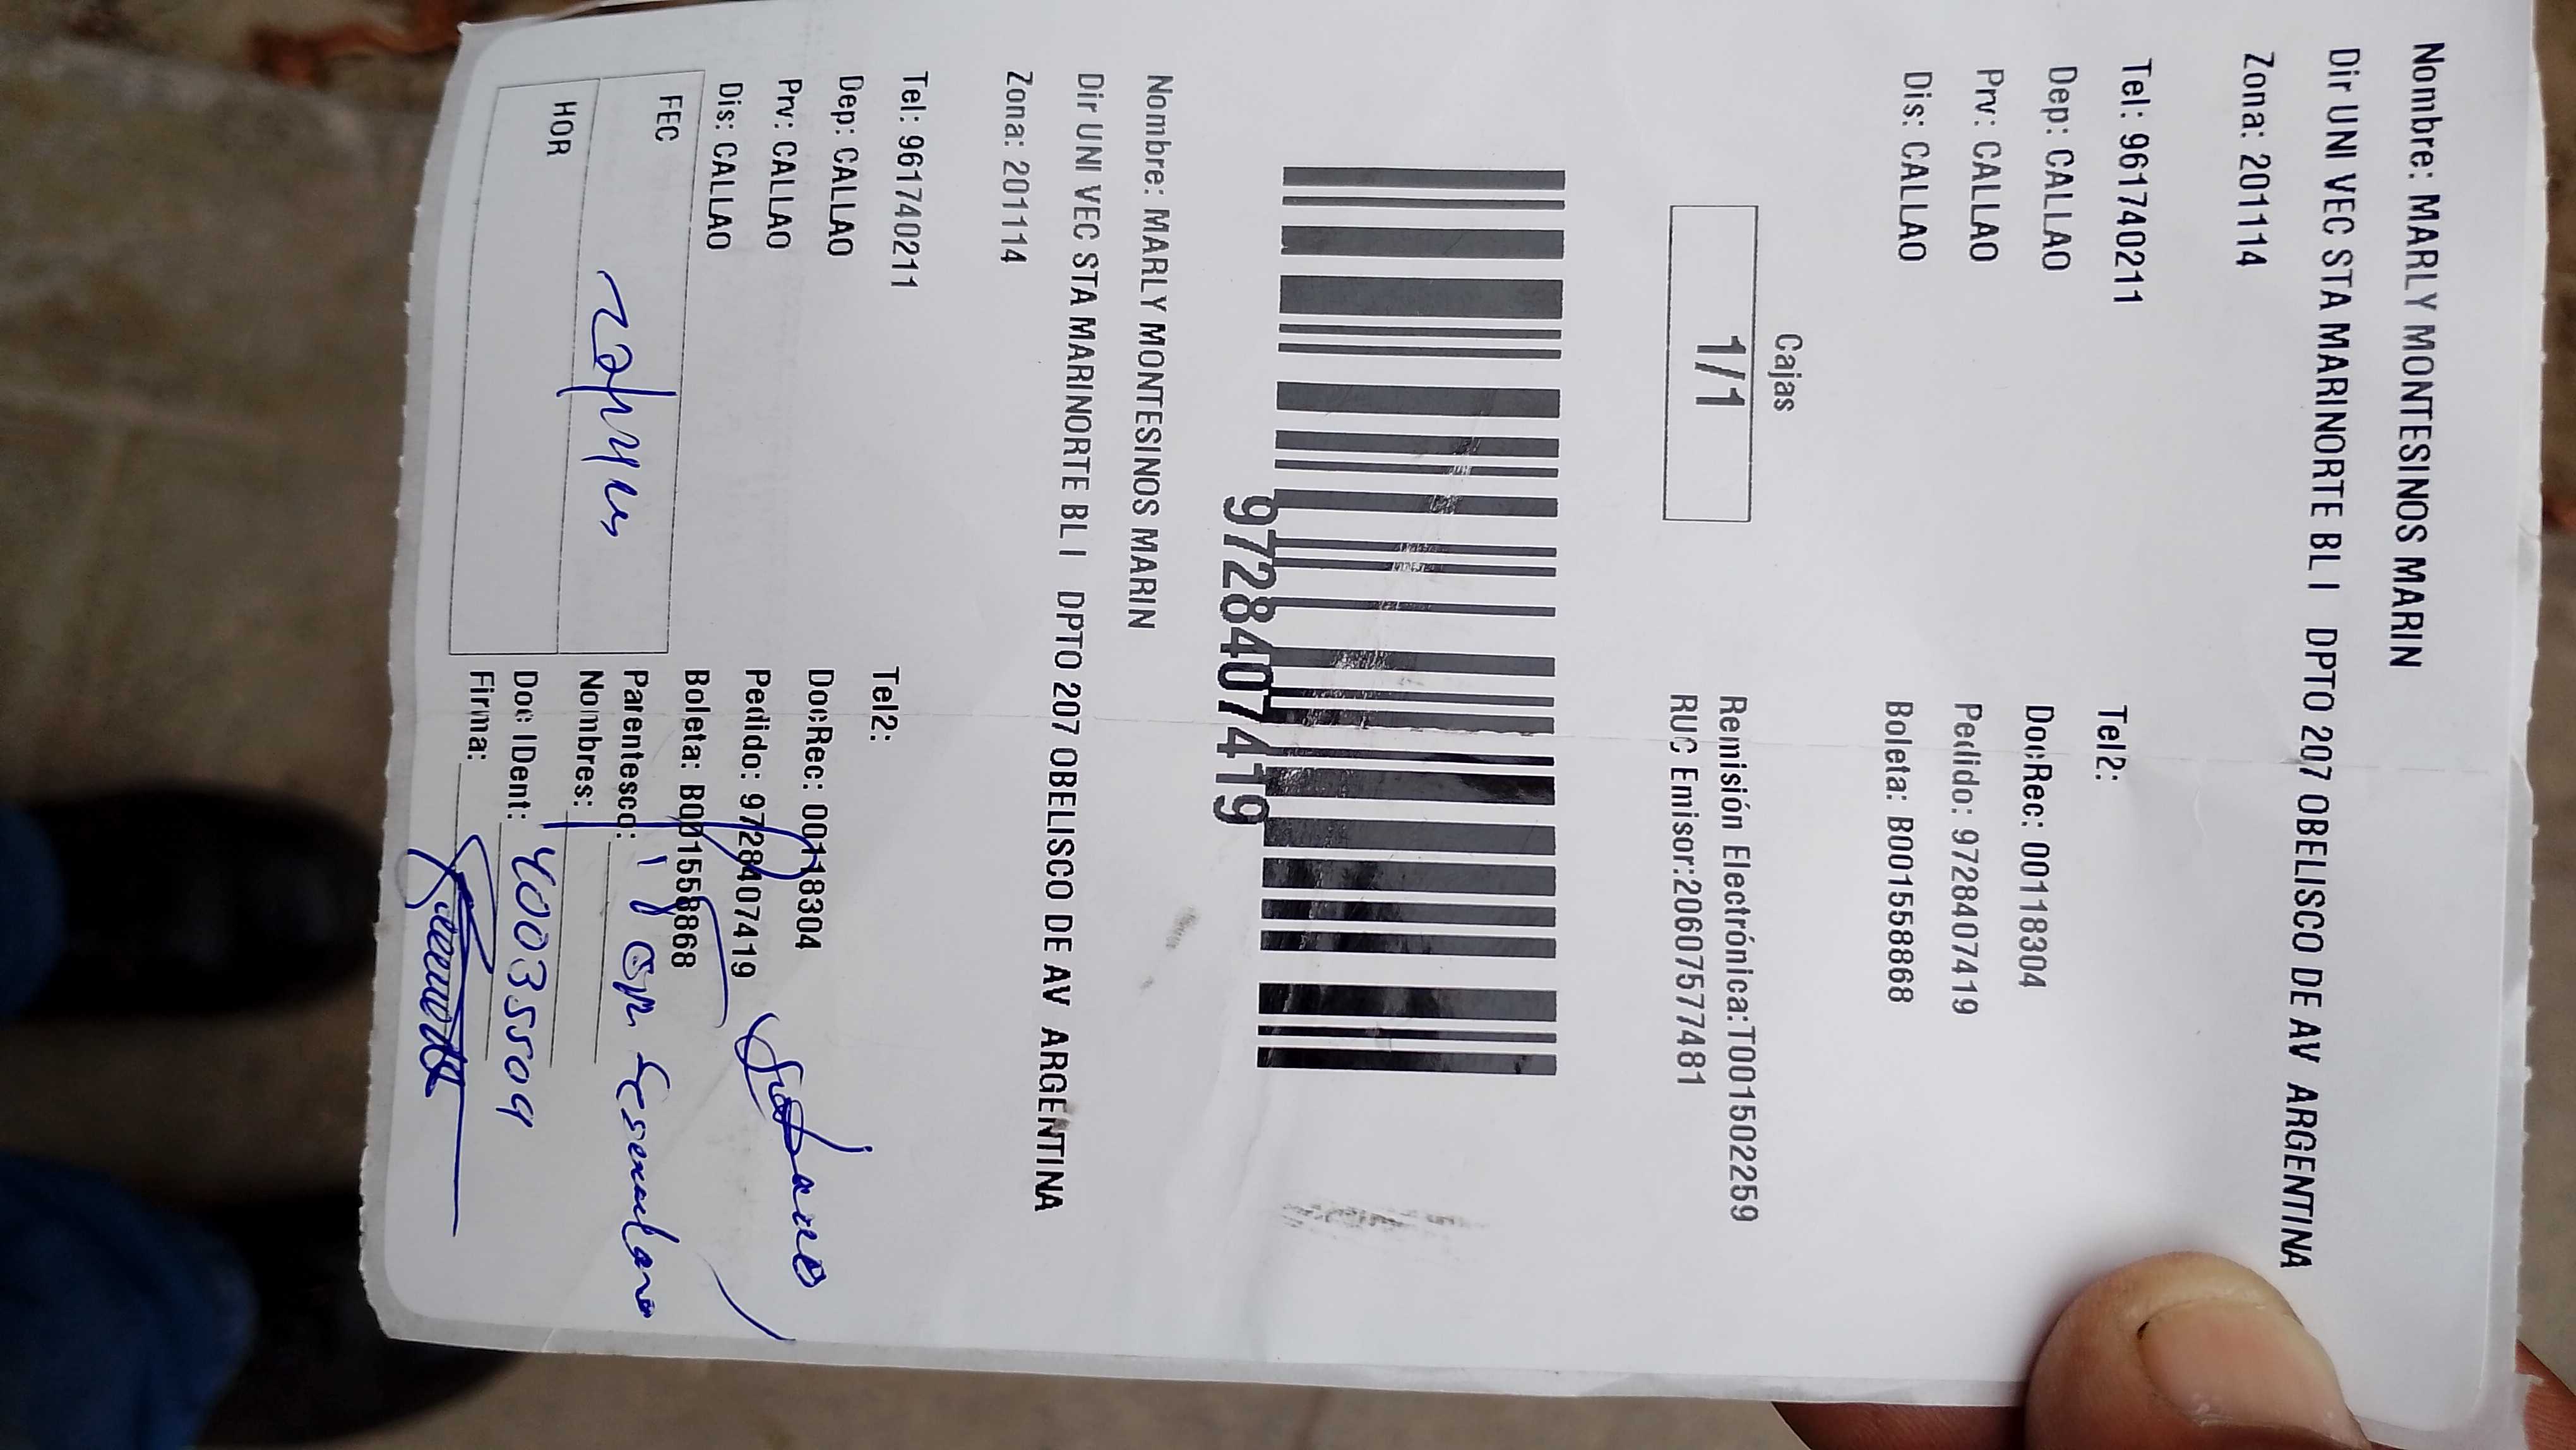 Nombre: MARLY MONTESINOS MARIN
Dir UNI VEC STA MARINORTE BL I DPTO 207 OBELISCO DE AV ARGENTINA
Zona: 201114
Tel: 961740211 Tel2:
Dep: CALLAO DocRec: 00118304
Prv: CALLAO Pedido: 9728407419
Dis: CALLAO Boleta: B001558868
Cajas
1/1
Remisión Electrónica:T001502259
RUC Emisor:20607577481
9728407419
Nombre: MARLY MONTESINOS MARIN
Dir UNI VEC STA MARINORTE BL I DPTO 207 OBELISCO DE AV ARGENTINA
Zona: 201114
Tel: 961740211 Tel2:
Dep: CALLAO DocRec: 00118304
Prv: CALLAO Pedido: 9728407419
Dis: CALLAO Boleta: B001558868
FEC Parentesco:
Nombres:
HOR Doc IDent: 40035509
Firma: